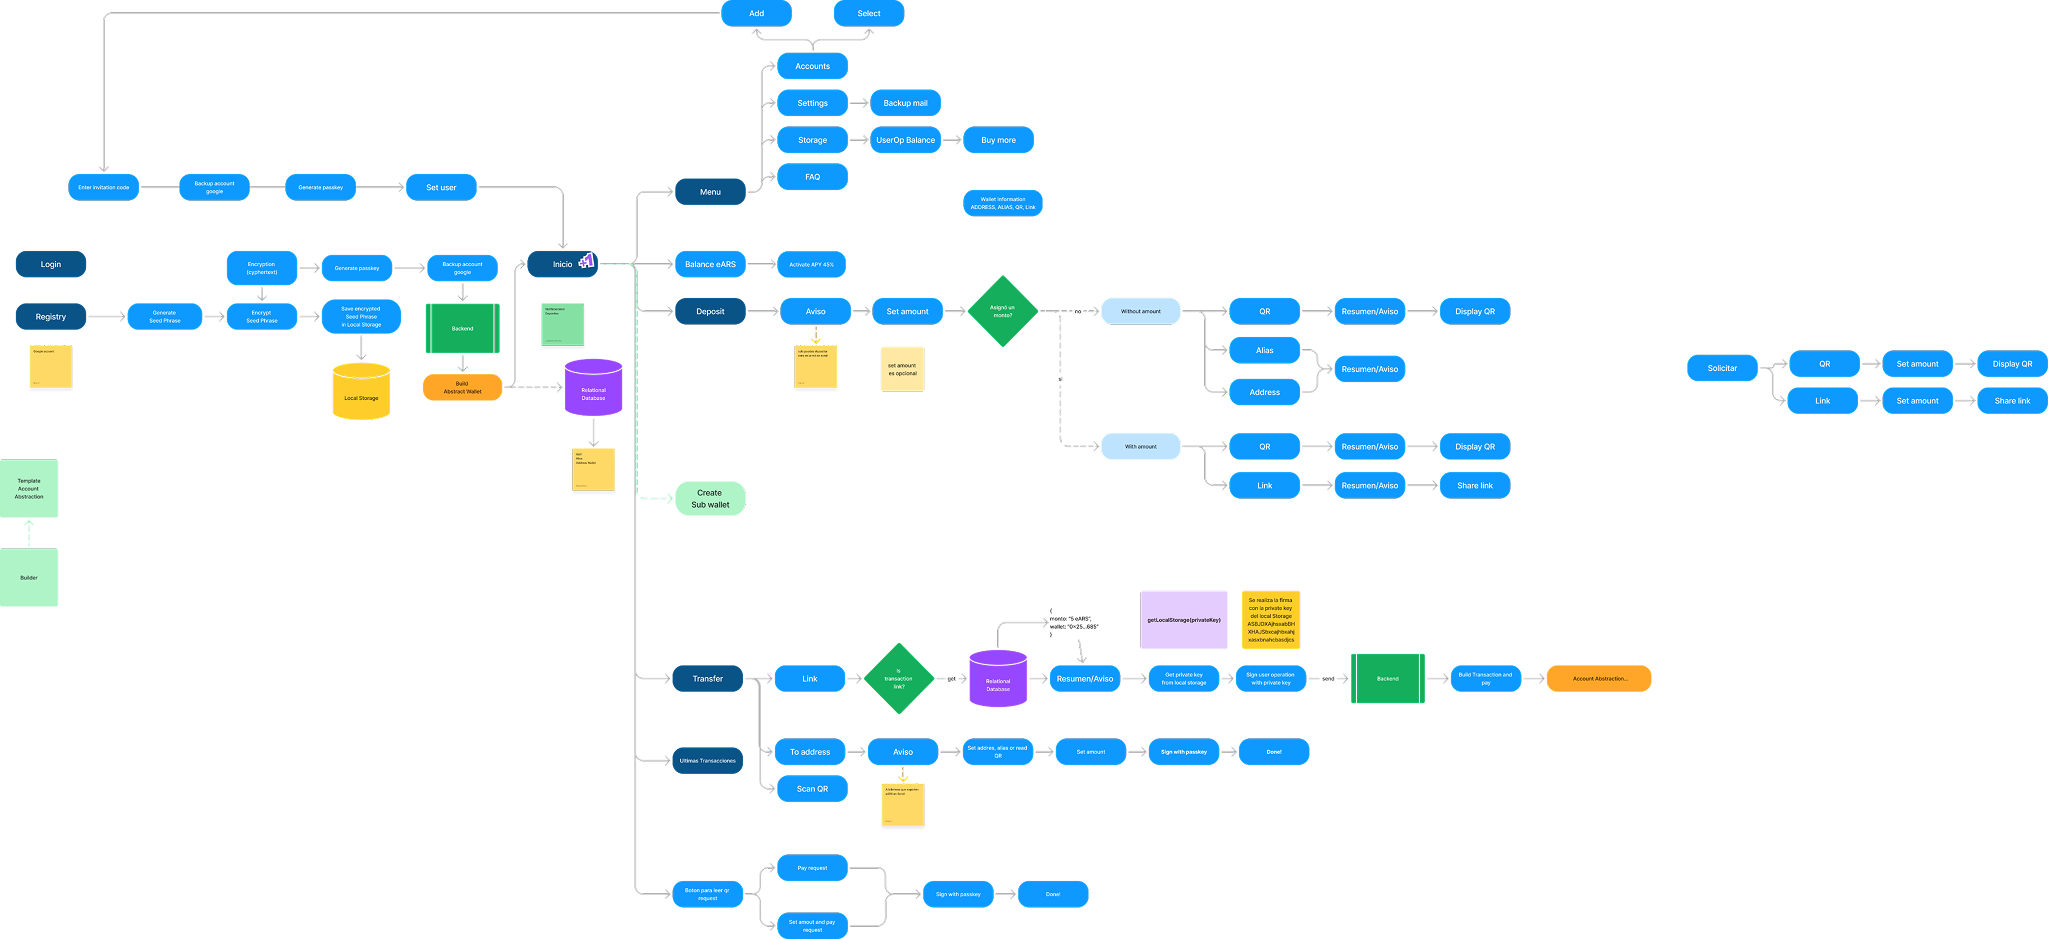 Add
Select
Accounts
Settings
Backup mail
Storage
UserOp Balance
Buy more
FAQ
Menu
Enter invitation code
Backup account
google
Generate passkey
Set user
Wallet Information
ADDRESS, ALIAS, QR, Link
Login
Encryption
(cyphertext)
Generate passkey
Backup account
google
Inicio
Balance eARS
Activate APY 45%
Registry
Generate
Seed Phrase
Encrypt
Seed Phrase
Save encrypted
Seed Phrase
in Local Storage
Backend
Deposit
Aviso
Set amount
Asignó un
monto?
no
si
Without amount
QR
Resumen/Aviso
Display QR
Alias
Address
Resumen/Aviso
Google account
Local Storage
Build
Abstract Wallet
Relational
Database
set amount
es opcional
Solicitar
QR
Set amount
Display QR
Link
Set amount
Share link
With amount
QR
Resumen/Aviso
Display QR
Link
Resumen/Aviso
Share link
Template
Account
Abstraction
Builder
Create
Sub wallet
{
monto: "5 eARS",
wallet: "0x25...685"
}
getLocalStorage(privateKey)
Se realiza la firma
con la private key
del local Storage
Transfer
Link
Is
transaction
link?
get
Relational
Database
Resumen/Aviso
Get private key
from local storage
Sign user operation
with private key
send
Backend
Build Transaction and
pay
Account Abstraction...
To address
Aviso
Set addres, alias or read
QR
Set amount
Sign with passkey
Done!
Ultimas Transacciones
Scan QR
Boton para leer qr
request
Pay request
Set amout and pay
request
Sign with passkey
Done!